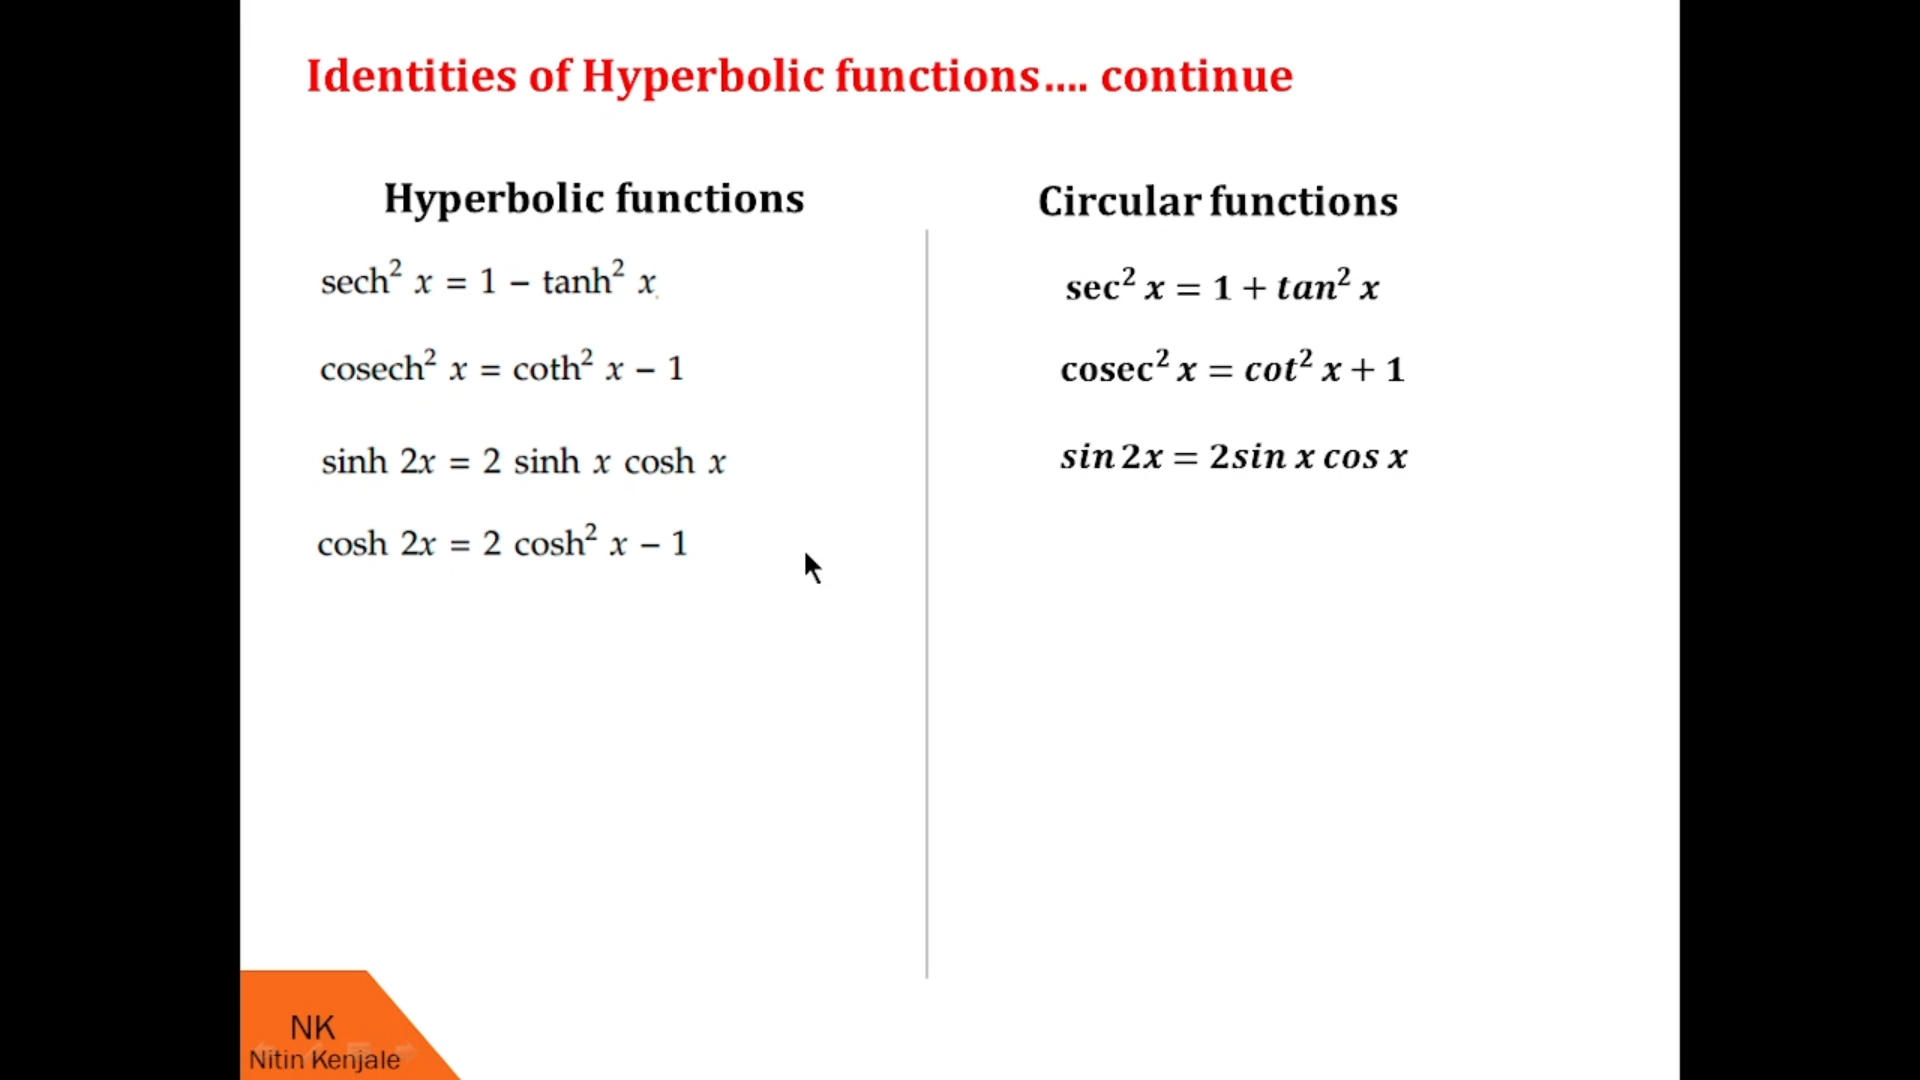 Identities of Hyperbolic functions.... continue
Hyperbolic functions
sech² x = 1 − tanh² x
cosech² x = coth² x − 1
sinh 2x = 2 sinh x cosh x
cosh 2x = 2 cosh² x − 1
Circular functions
sec² x = 1 + tan² x
cosec² x = cot² x + 1
sin 2x = 2sin x cos x
NK
Nitin Kenjale